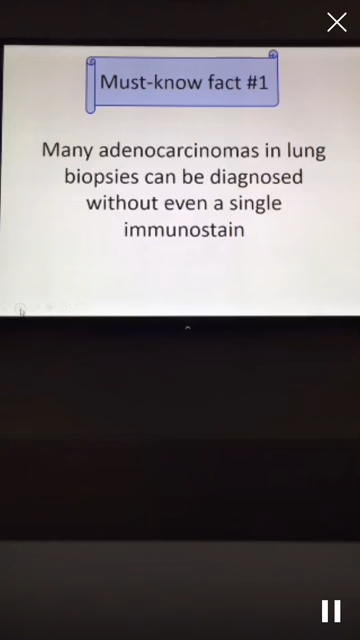 Must-know fact #1
Many adenocarcinomas in lung
biopsies can be diagnosed
without even a single
immunostain